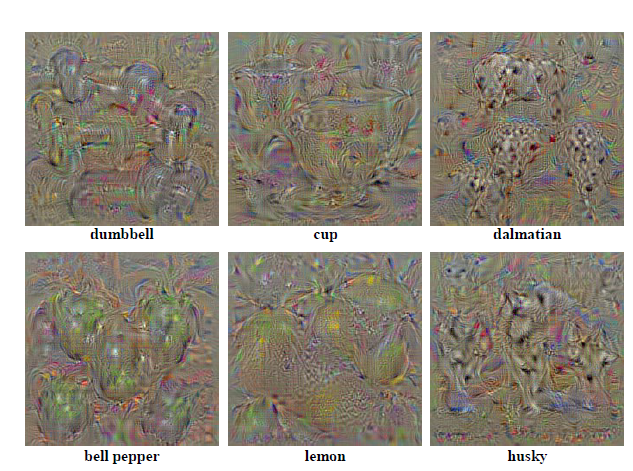 dumbbell
cup
dalmatian
bell pepper
lemon
husky